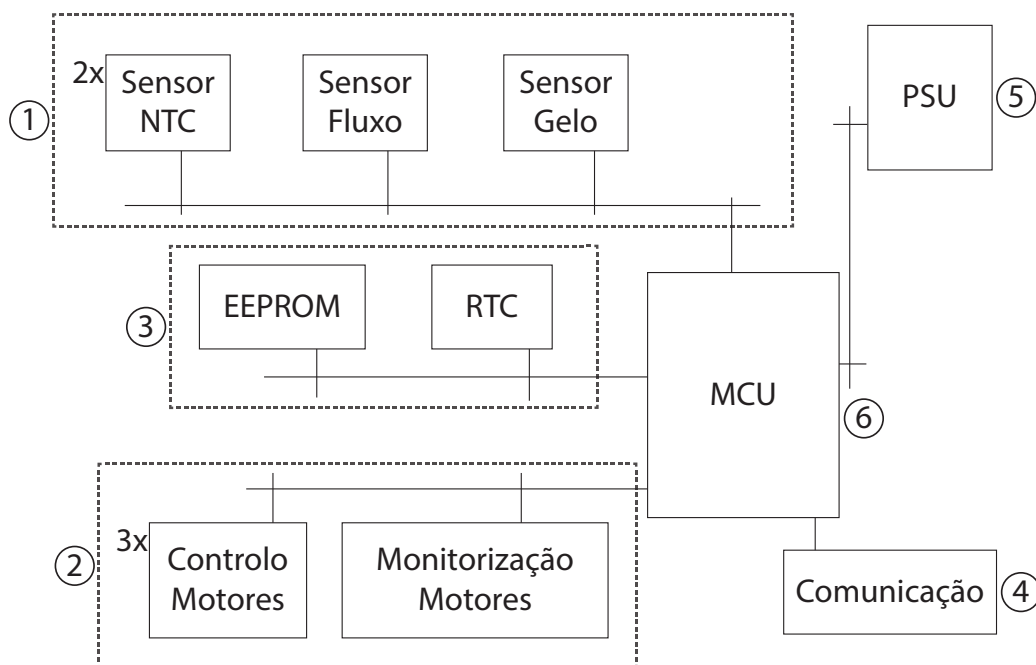 2x
Sensor
NTC
Sensor
Fluxo
Sensor
Gelo
1
PSU
5
EEPROM
RTC
3
MCU
6
3x
Controlo
Motores
Monitorização
Motores
2
Comunicação
4